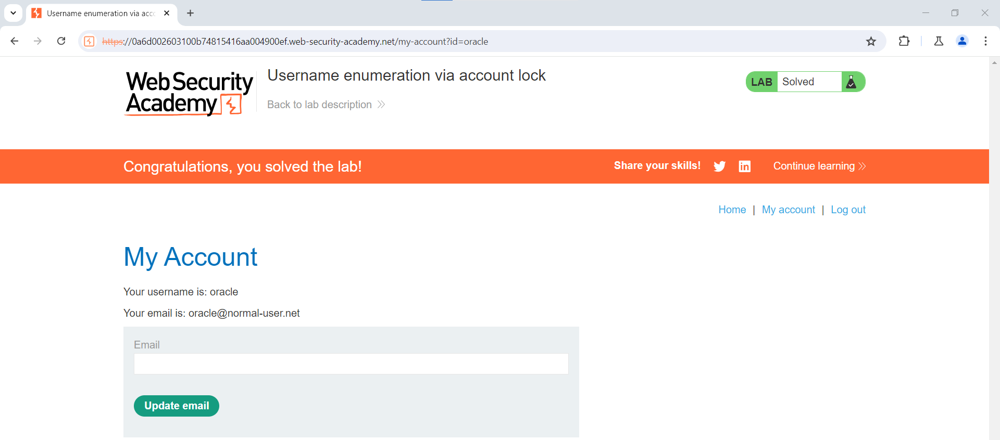 Username enumeration via acc
https://0a6d002603100b74815416aa004900ef.web-security-academy.net/my-account?id=oracle
Web Security
Academy
Username enumeration via account lock
Back to lab description
LAB Solved
Congratulations, you solved the lab!
Share your skills!
Continue learning
Home | My account | Log out
My Account
Your username is: oracle
Your email is: oracle@normal-user.net
Email
Update email